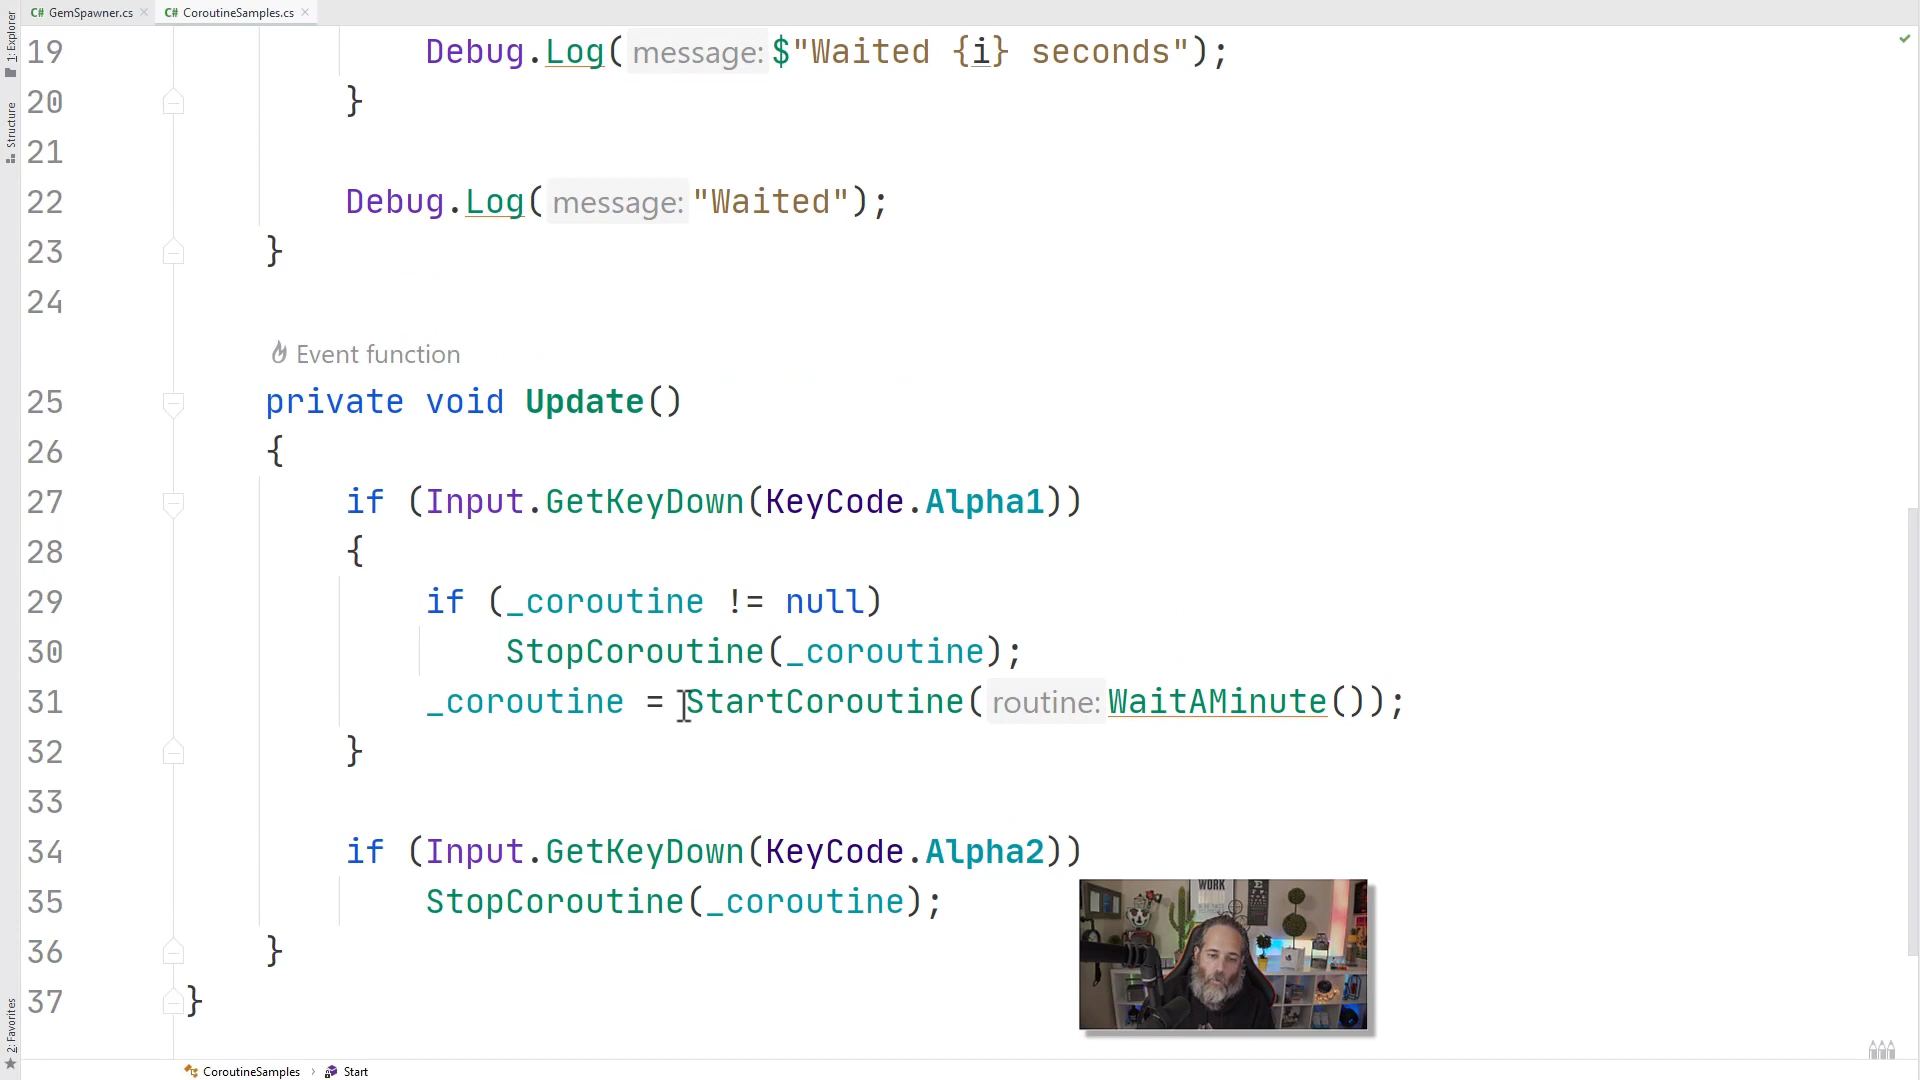 C# GemSpawner.cs × C# CoroutineSamples.cs ×
1: Explorer
Structure
2: Favorites
19 Debug.Log( message: $"Waited {i} seconds");
20 }
21
22 Debug.Log( message: "Waited");
23 }
24
Event function
25 private void Update()
26 {
27 if (Input.GetKeyDown(KeyCode.Alpha1))
28 {
29 if (_coroutine != null)
30 StopCoroutine(_coroutine);
31 _coroutine = StartCoroutine( routine: WaitAMinute());
32 }
33
34 if (Input.GetKeyDown(KeyCode.Alpha2))
35 StopCoroutine(_coroutine);
36 }
37 }
WORK
CoroutineSamples › Start